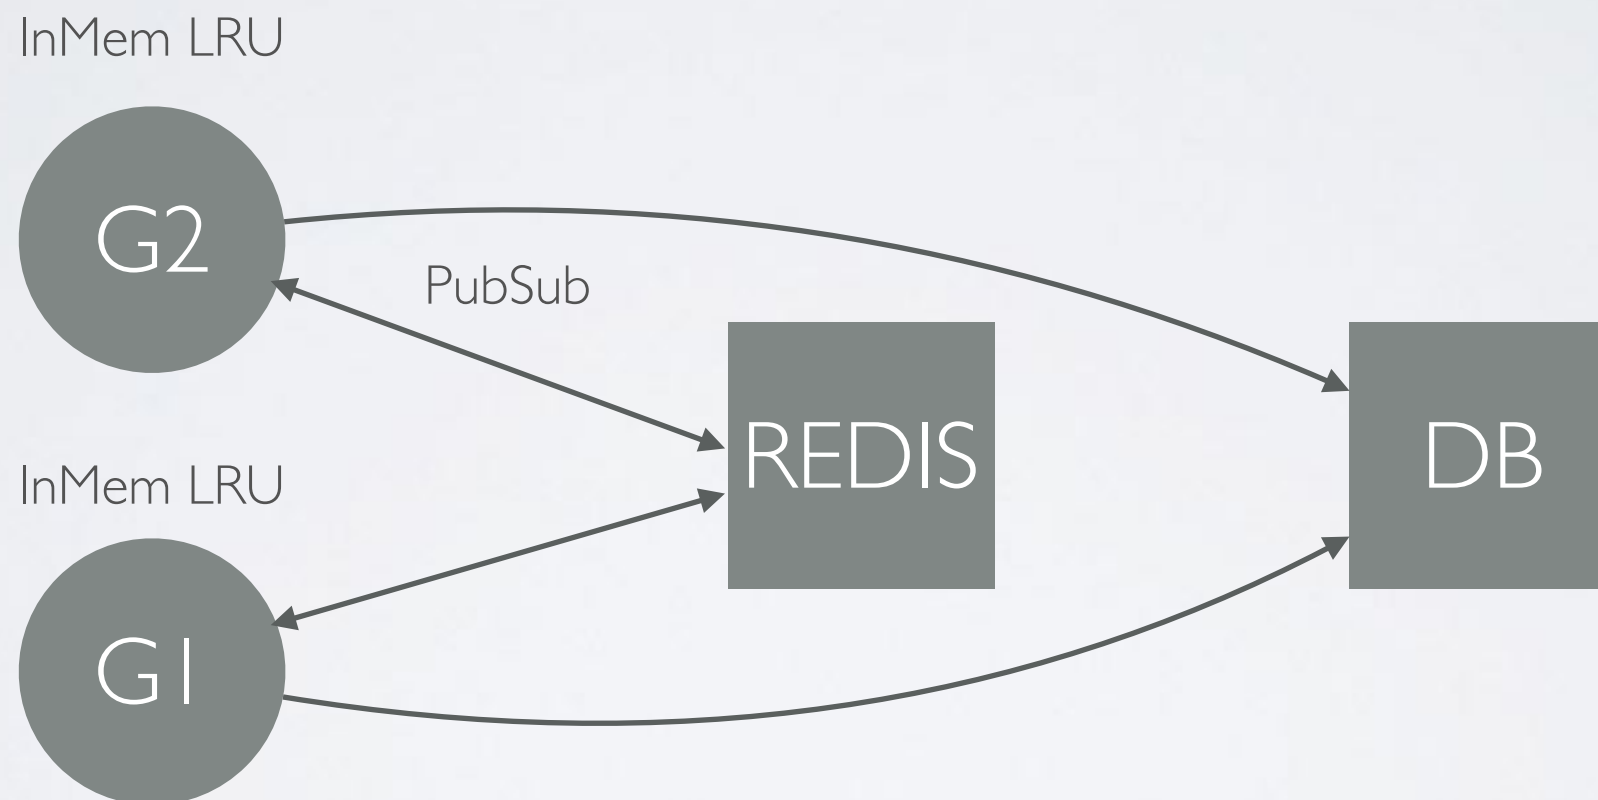 InMem LRU
G2
PubSub
REDIS
DB
InMem LRU
G1